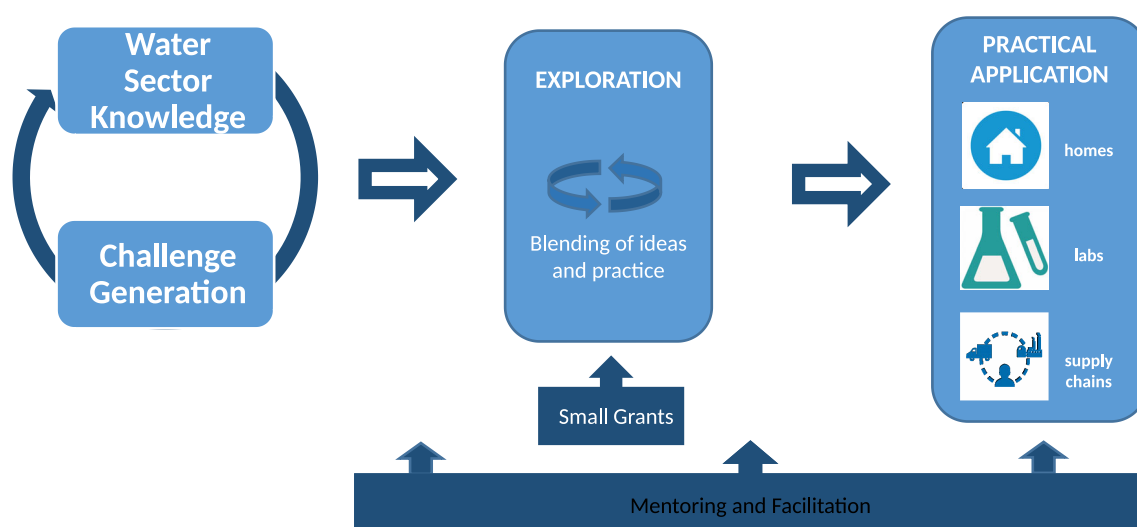 Water
Sector
Knowledge
Challenge
Generation
EXPLORATION
Blending of ideas
and practice
Small Grants
PRACTICAL
APPLICATION
homes
labs
supply
chains
Mentoring and Facilitation